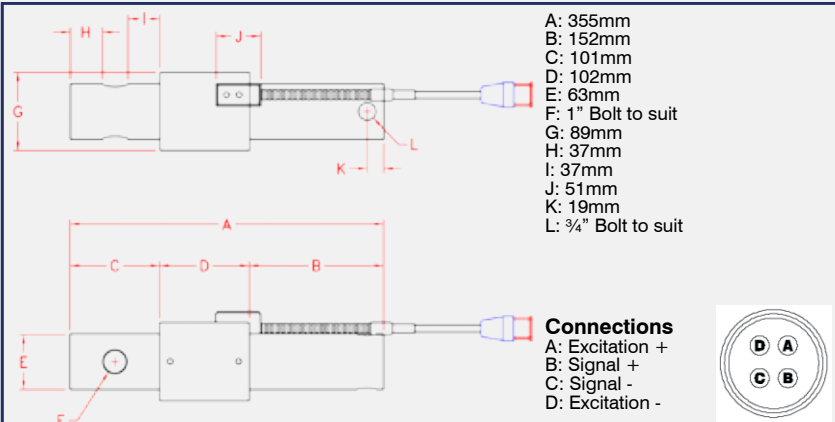 H
I
J
G
L
K
A
C
D
B
E
F
A: 355mm
B: 152mm
C: 101mm
D: 102mm
E: 63mm
F: 1” Bolt to suit
G: 89mm
H: 37mm
I: 37mm
J: 51mm
K: 19mm
L: ¾” Bolt to suit
Connections
A: Excitation +
B: Signal +
C: Signal -
D: Excitation -
D A
C B